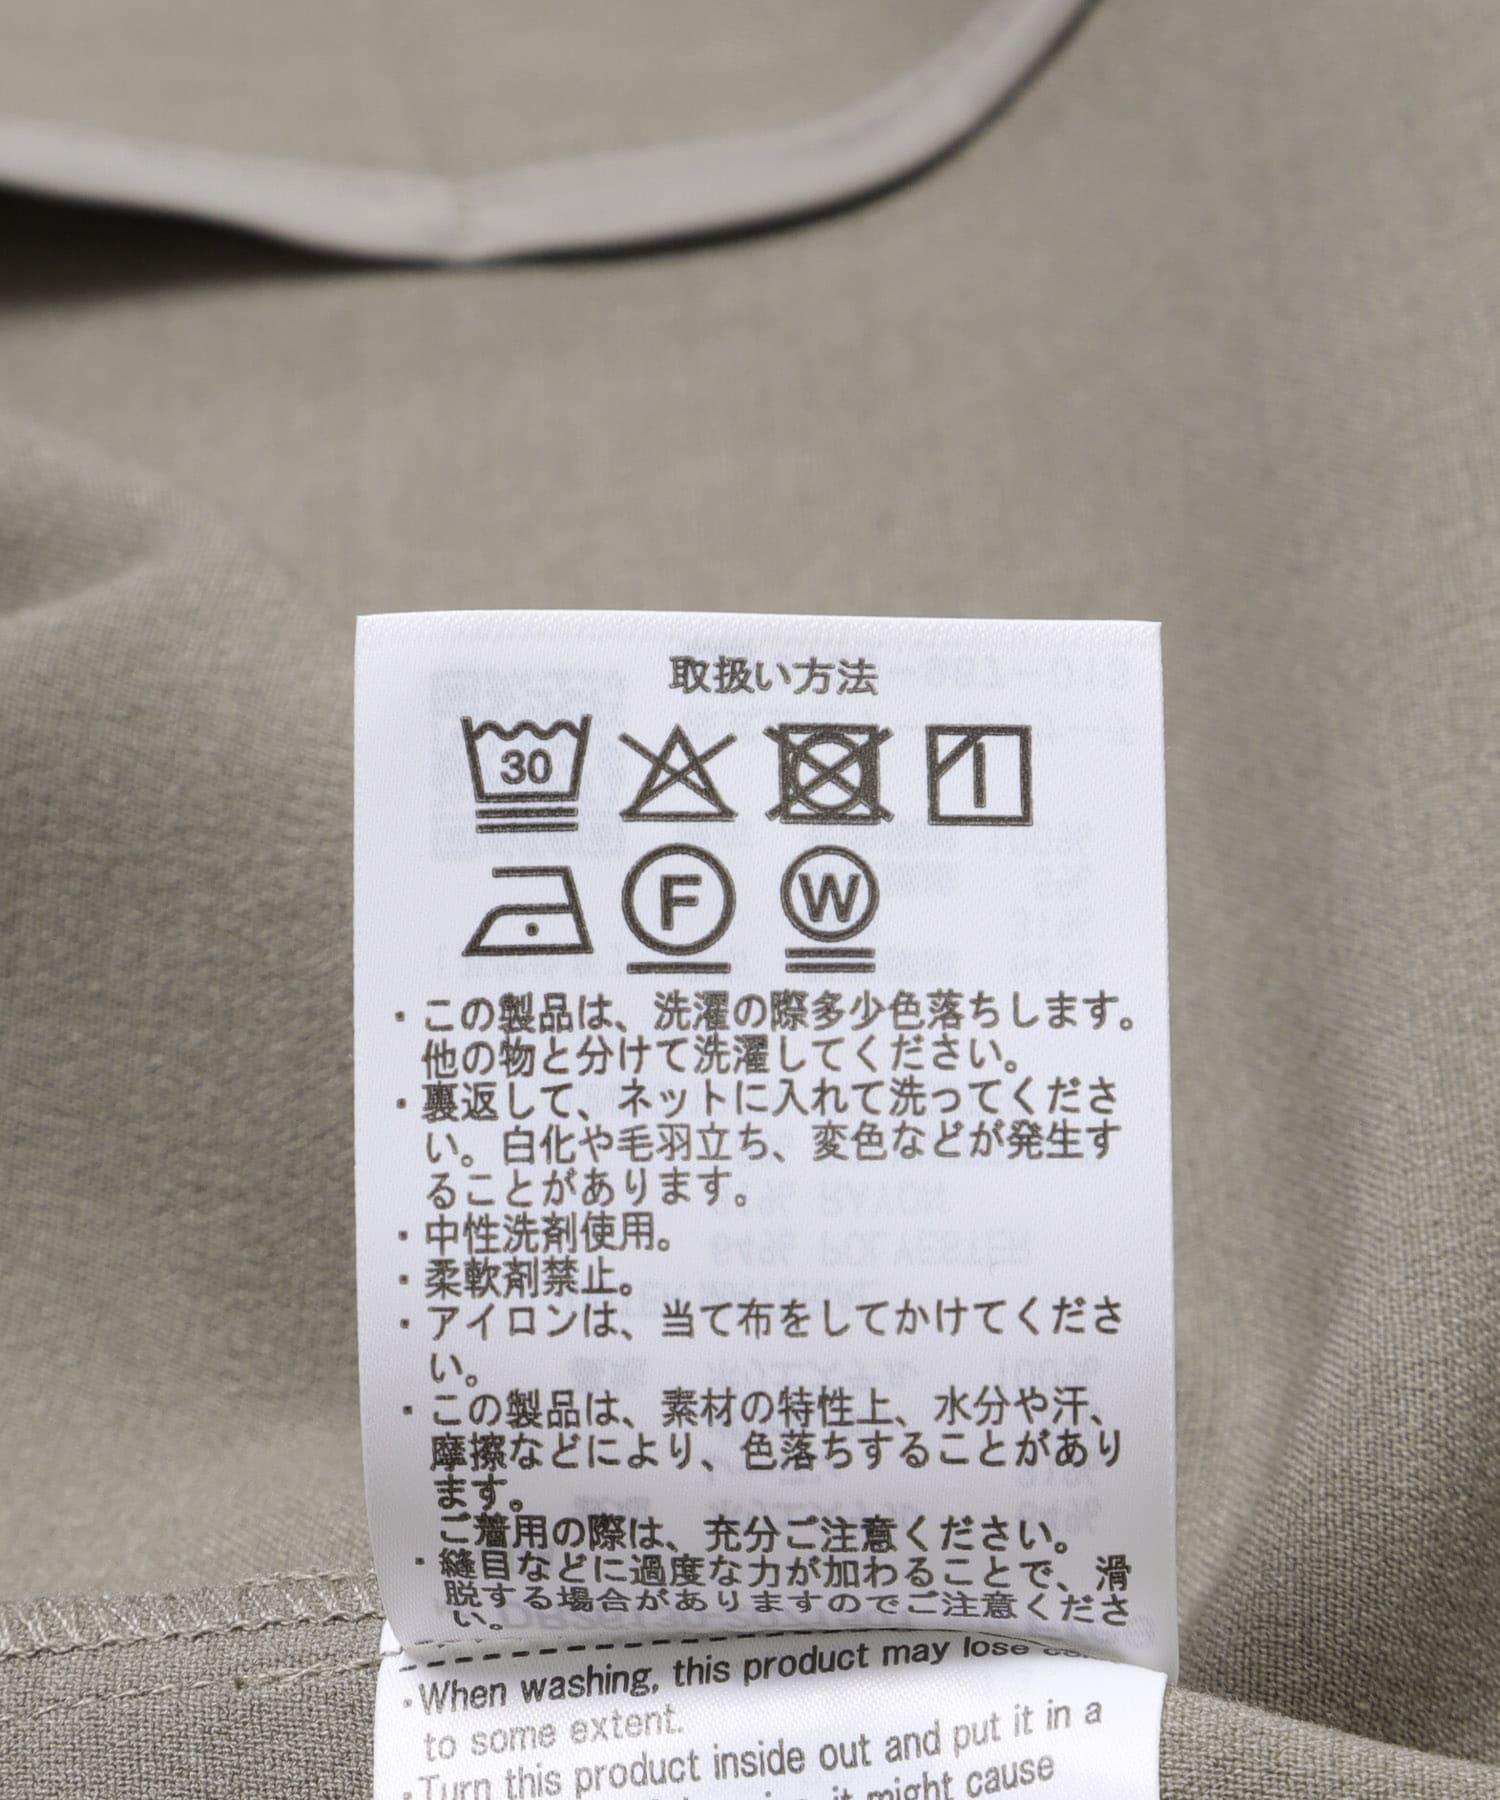 取扱い方法
30
F W
・この製品は、洗濯の際多少色落ちします。
他の物と分けて洗濯してください。
・裏返して、ネットに入れて洗ってくださ
い。白化や毛羽立ち、変色などが発生す
ることがあります。
・中性洗剤使用。
・柔軟剤禁止。
・アイロンは、当て布をしてかけてくださ
い。
・この製品は、素材の特性上、水分や汗、
摩擦などにより、色落ちすることがあり
ます。
ご着用の際は、充分ご注意ください。
・縫目などに過度な力が加わることで、滑
脱する場合がありますのでご注意くださ
い。
・When washing, this product may lose
to some extent.
・Turn this product inside out and put it in a
it might cause